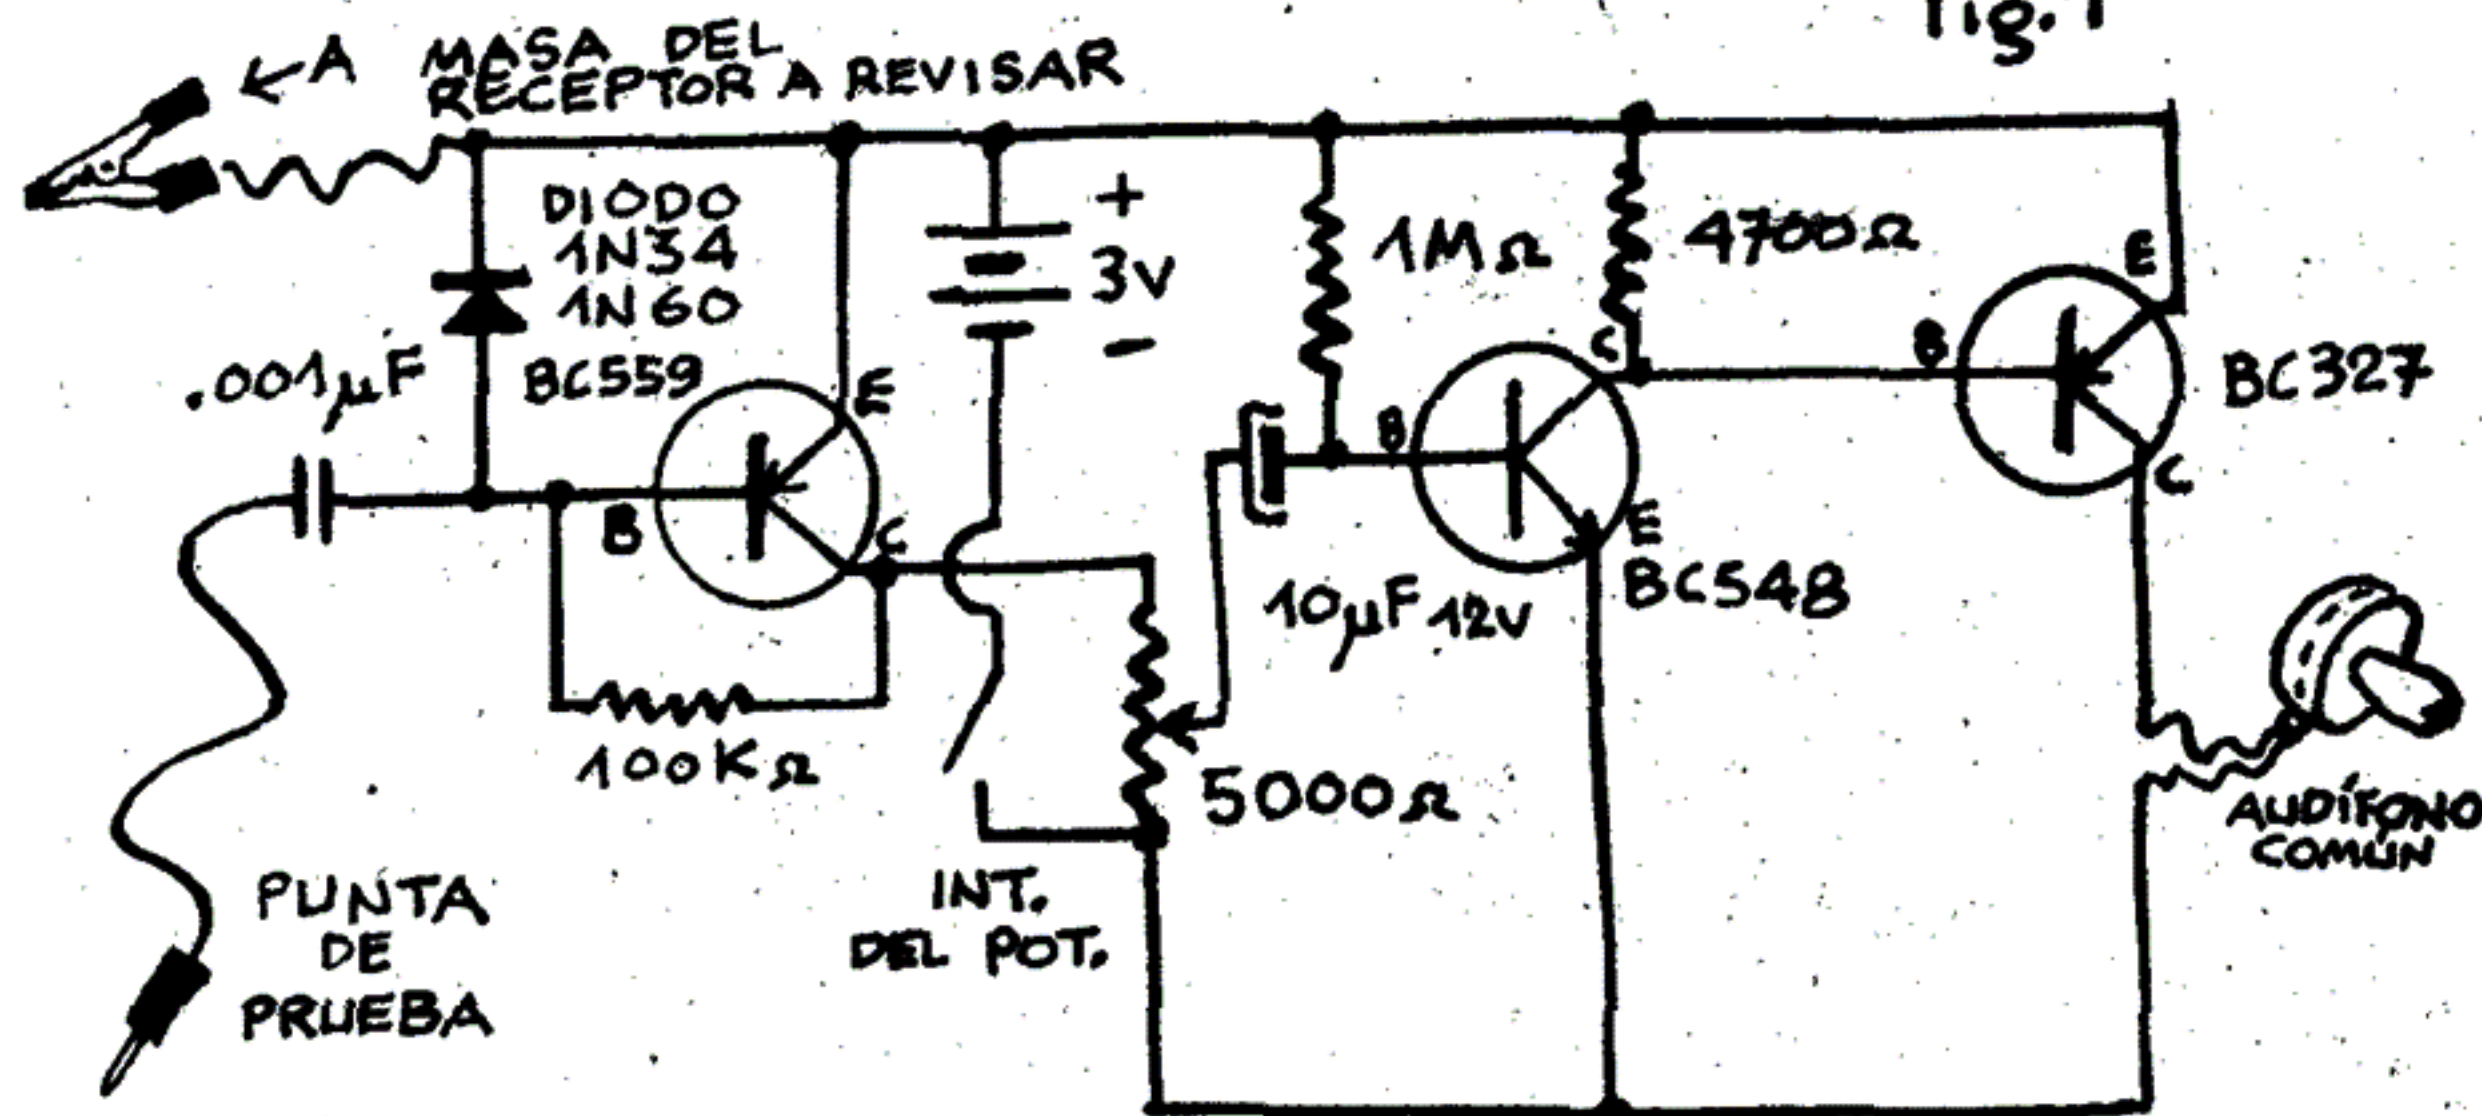 fig. 1
A MASA DEL
RECEPTOR A REVISAR
DIODO
1N34
1N60
.001µF
BC559
E
B
C
100KΩ
+
3V
-
1MΩ
4700Ω
C
B
E
BC548
10µF 12V
5000Ω
E
B
C
BC327
INT.
DEL POT.
PUNTA
DE
PRUEBA
AUDÍFONO
COMÚN